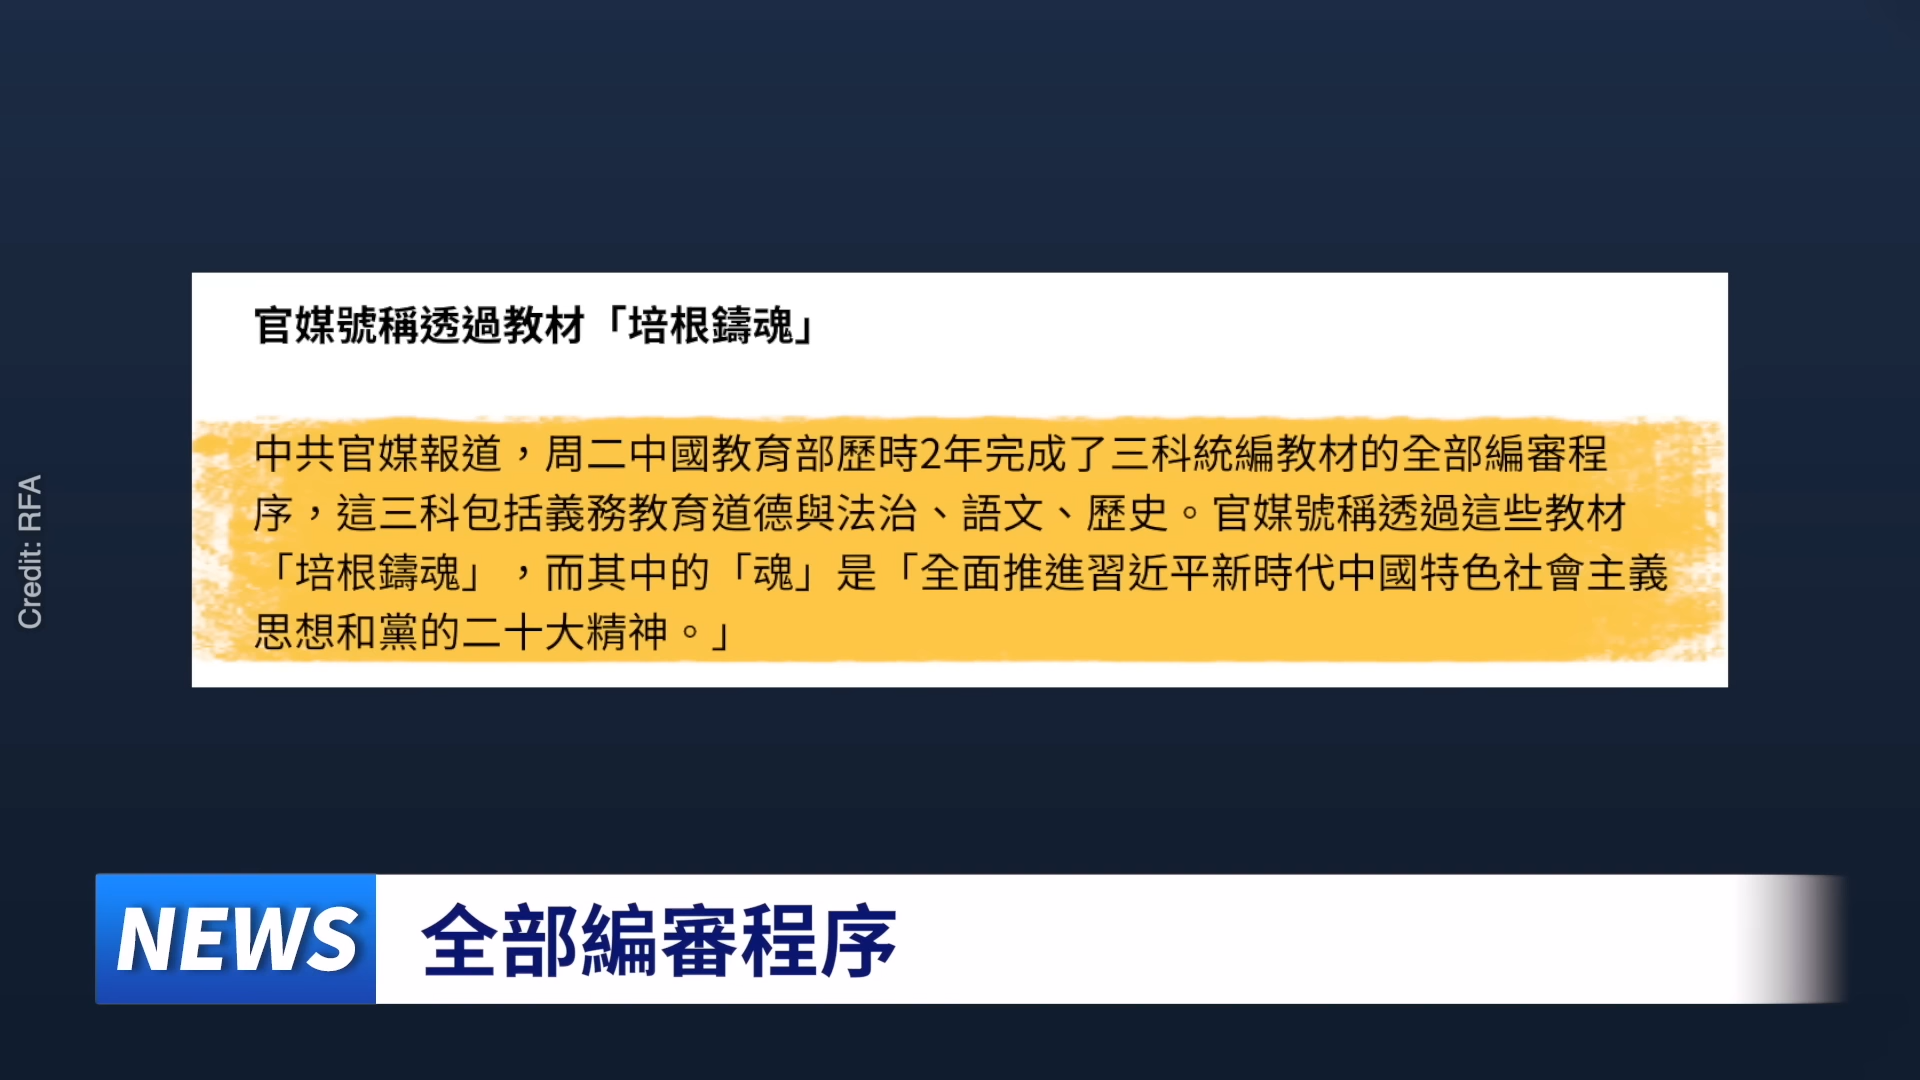 官媒號稱透過教材「培根鑄魂」
中共官媒報道，周二中國教育部歷時2年完成了三科統編教材的全部編審程
序，這三科包括義務教育道德與法治、語文、歷史。官媒號稱透過這些教材
「培根鑄魂」，而其中的「魂」是「全面推進習近平新時代中國特色社會主義
思想和黨的二十大精神。」
Credit: RFA
NEWS
全部編審程序